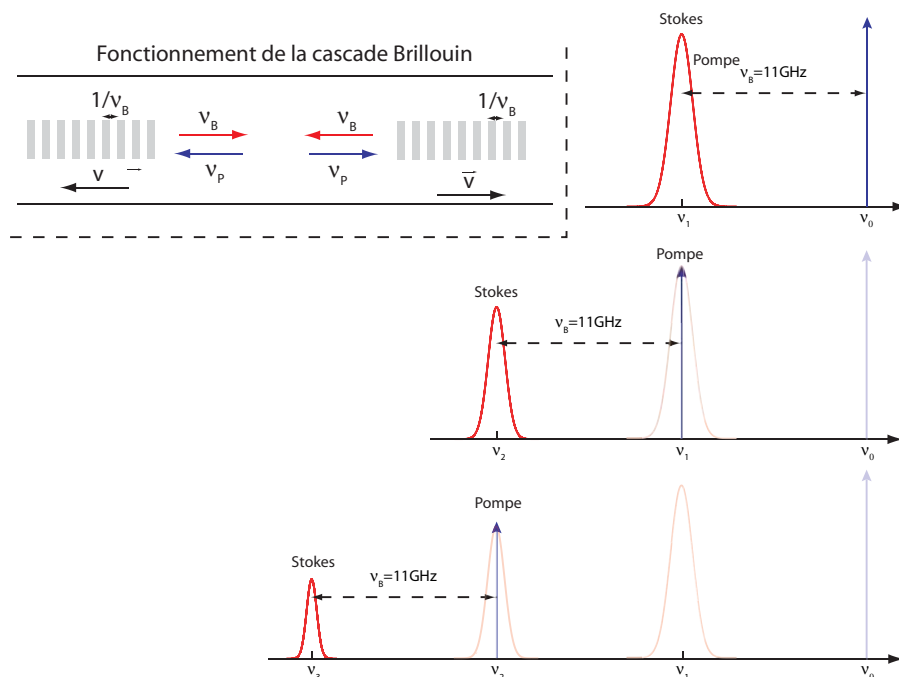 Fonctionnement de la cascade Brillouin
1/νB 1/νB
νB νB
νP νP
v v
Stokes
Pompe
νB=11GHz
ν1 ν0
Pompe
Stokes
νB=11GHz
ν2 ν1 ν0
Pompe
Stokes
νB=11GHz
ν3 ν2 ν1 ν0